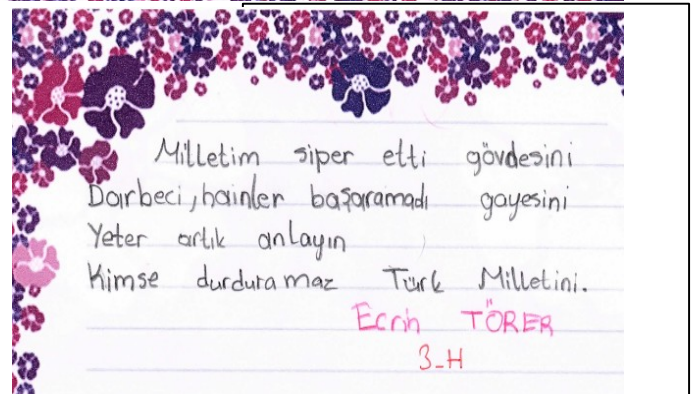 Milletim siper etti gövdesini
Darbeci, hainler başaramadı gayesini
Yeter artık anlayın
Kimse durduramaz Türk Milletini.
Ecrin TÖRER
3-H